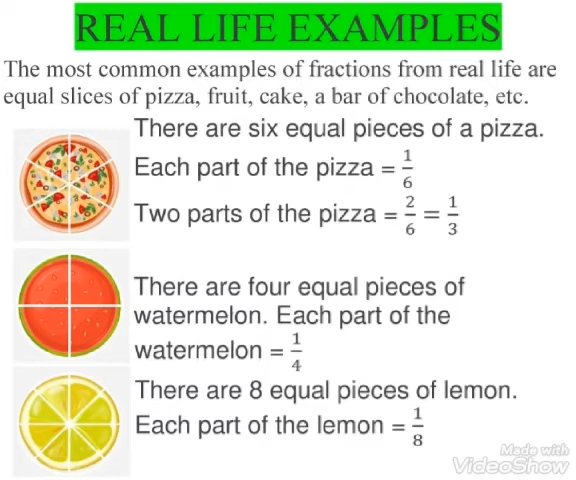 REAL LIFE EXAMPLES
The most common examples of fractions from real life are
equal slices of pizza, fruit, cake, a bar of chocolate, etc.
There are six equal pieces of a pizza.
Each part of the pizza = 1/6
Two parts of the pizza = 2/6 = 1/3
There are four equal pieces of
watermelon. Each part of the
watermelon = 1/4
There are 8 equal pieces of lemon.
Each part of the lemon = 1/8
Made with
VideoShow